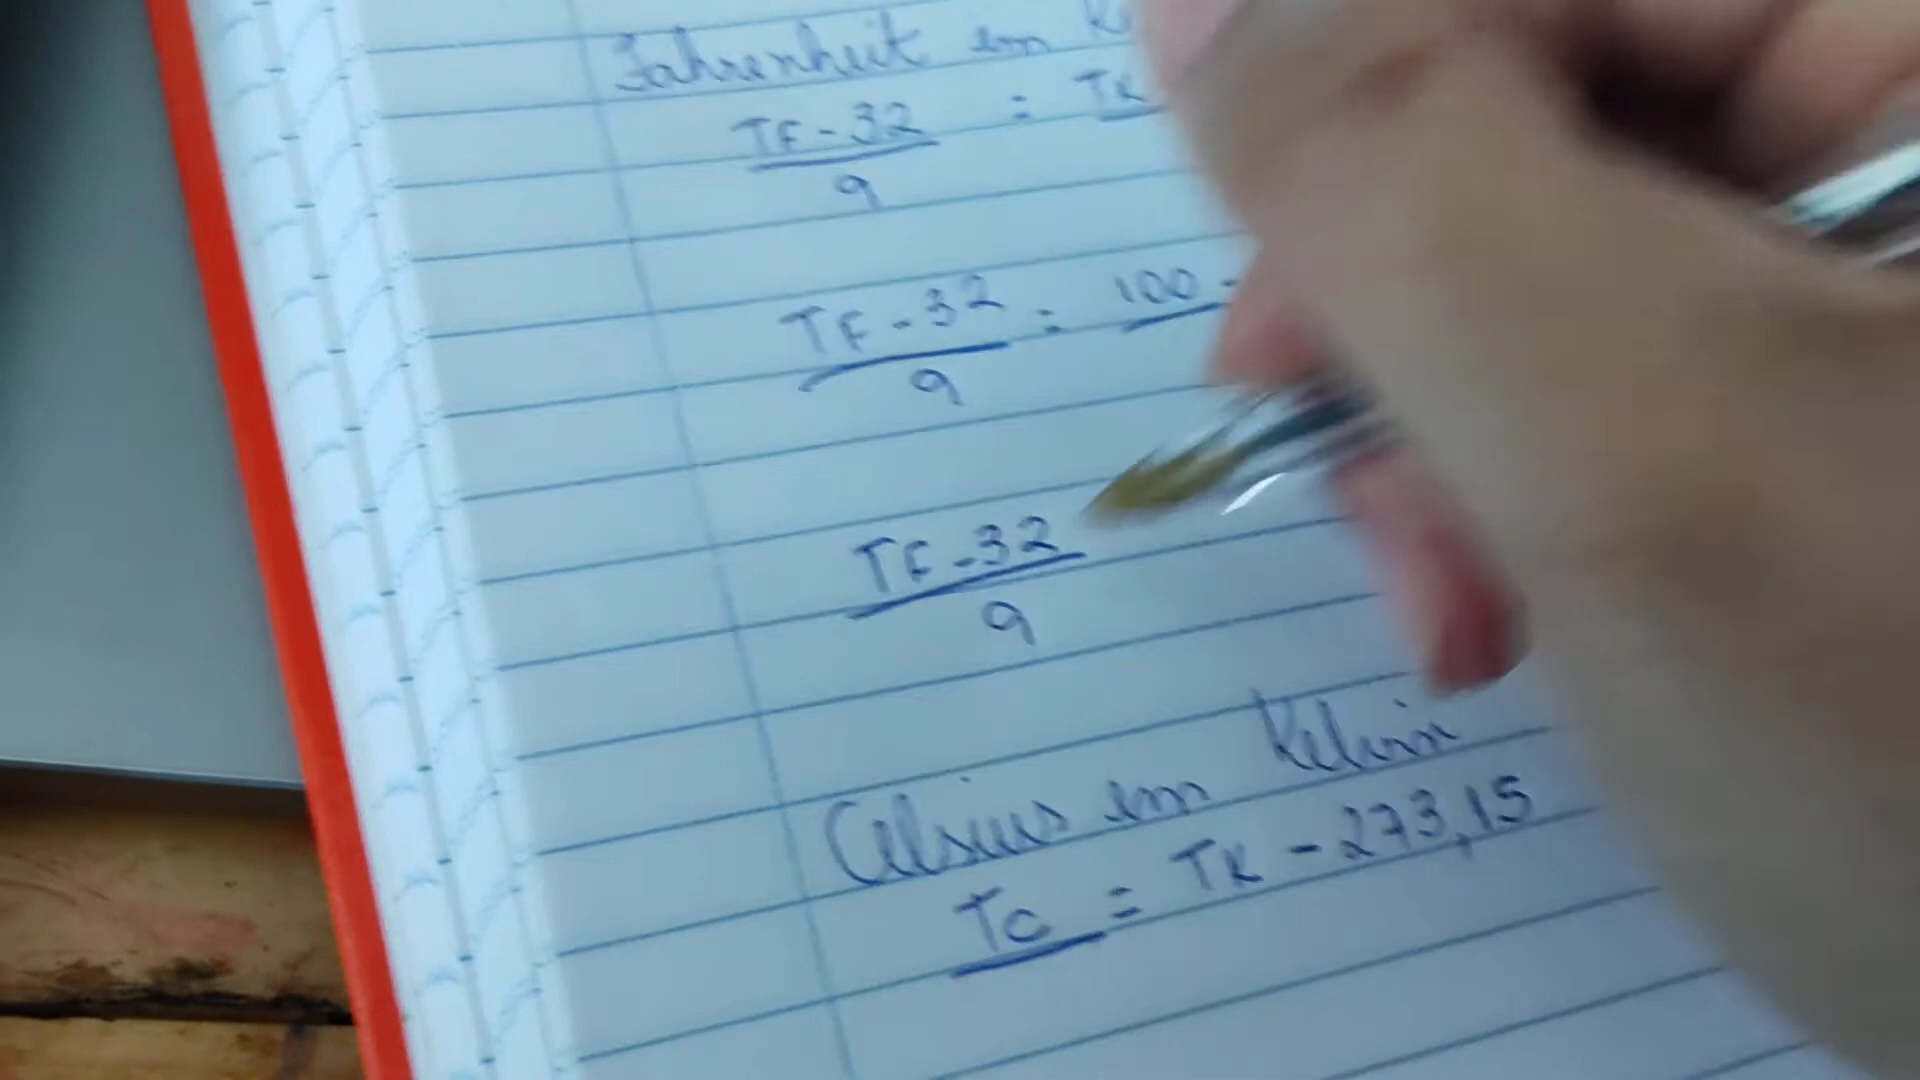 Fahrenheit em
TF - 32 = TK
9
TF - 32 = 100 -
9
TF - 32
9
Celsius em Kelvin
TC = TK - 273,15